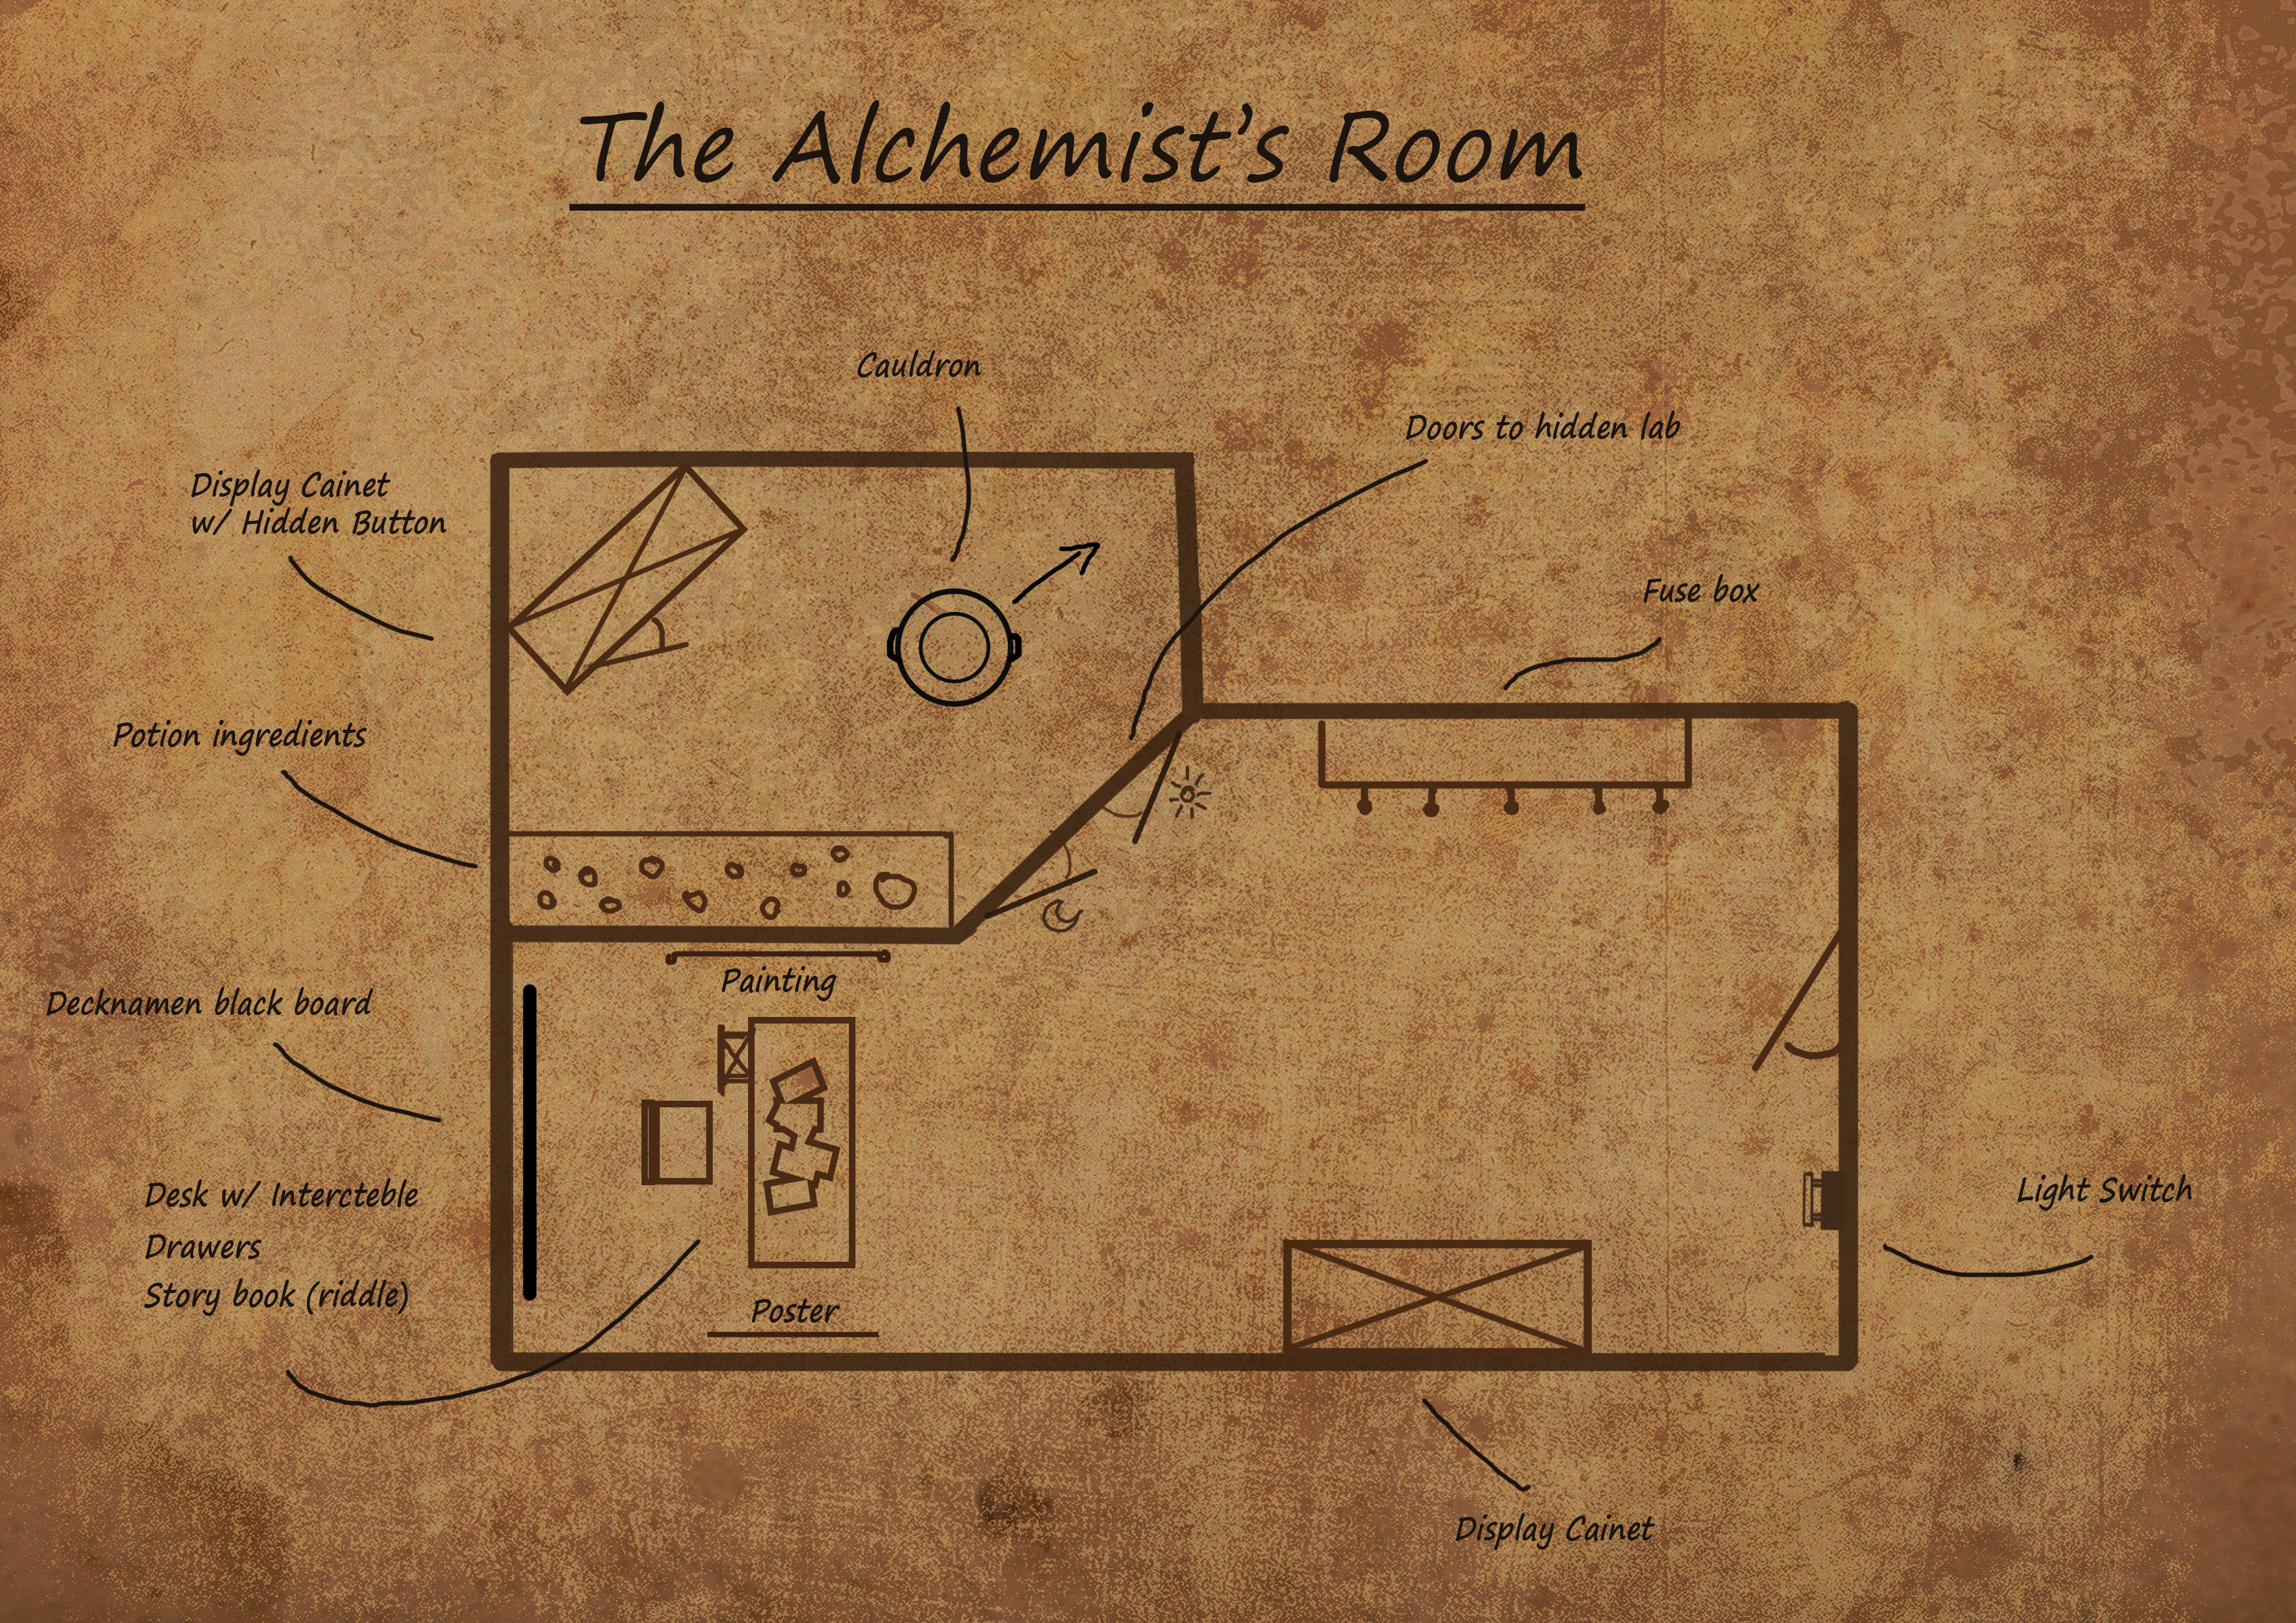 The Alchemist's Room
Cauldron
Doors to hidden lab
Display Cainet
w/ Hidden Button
Fuse box
Potion ingredients
Painting
Decknamen black board
Desk w/ Intercteble
Drawers
Story book (riddle)
Light Switch
Poster
Display Cainet